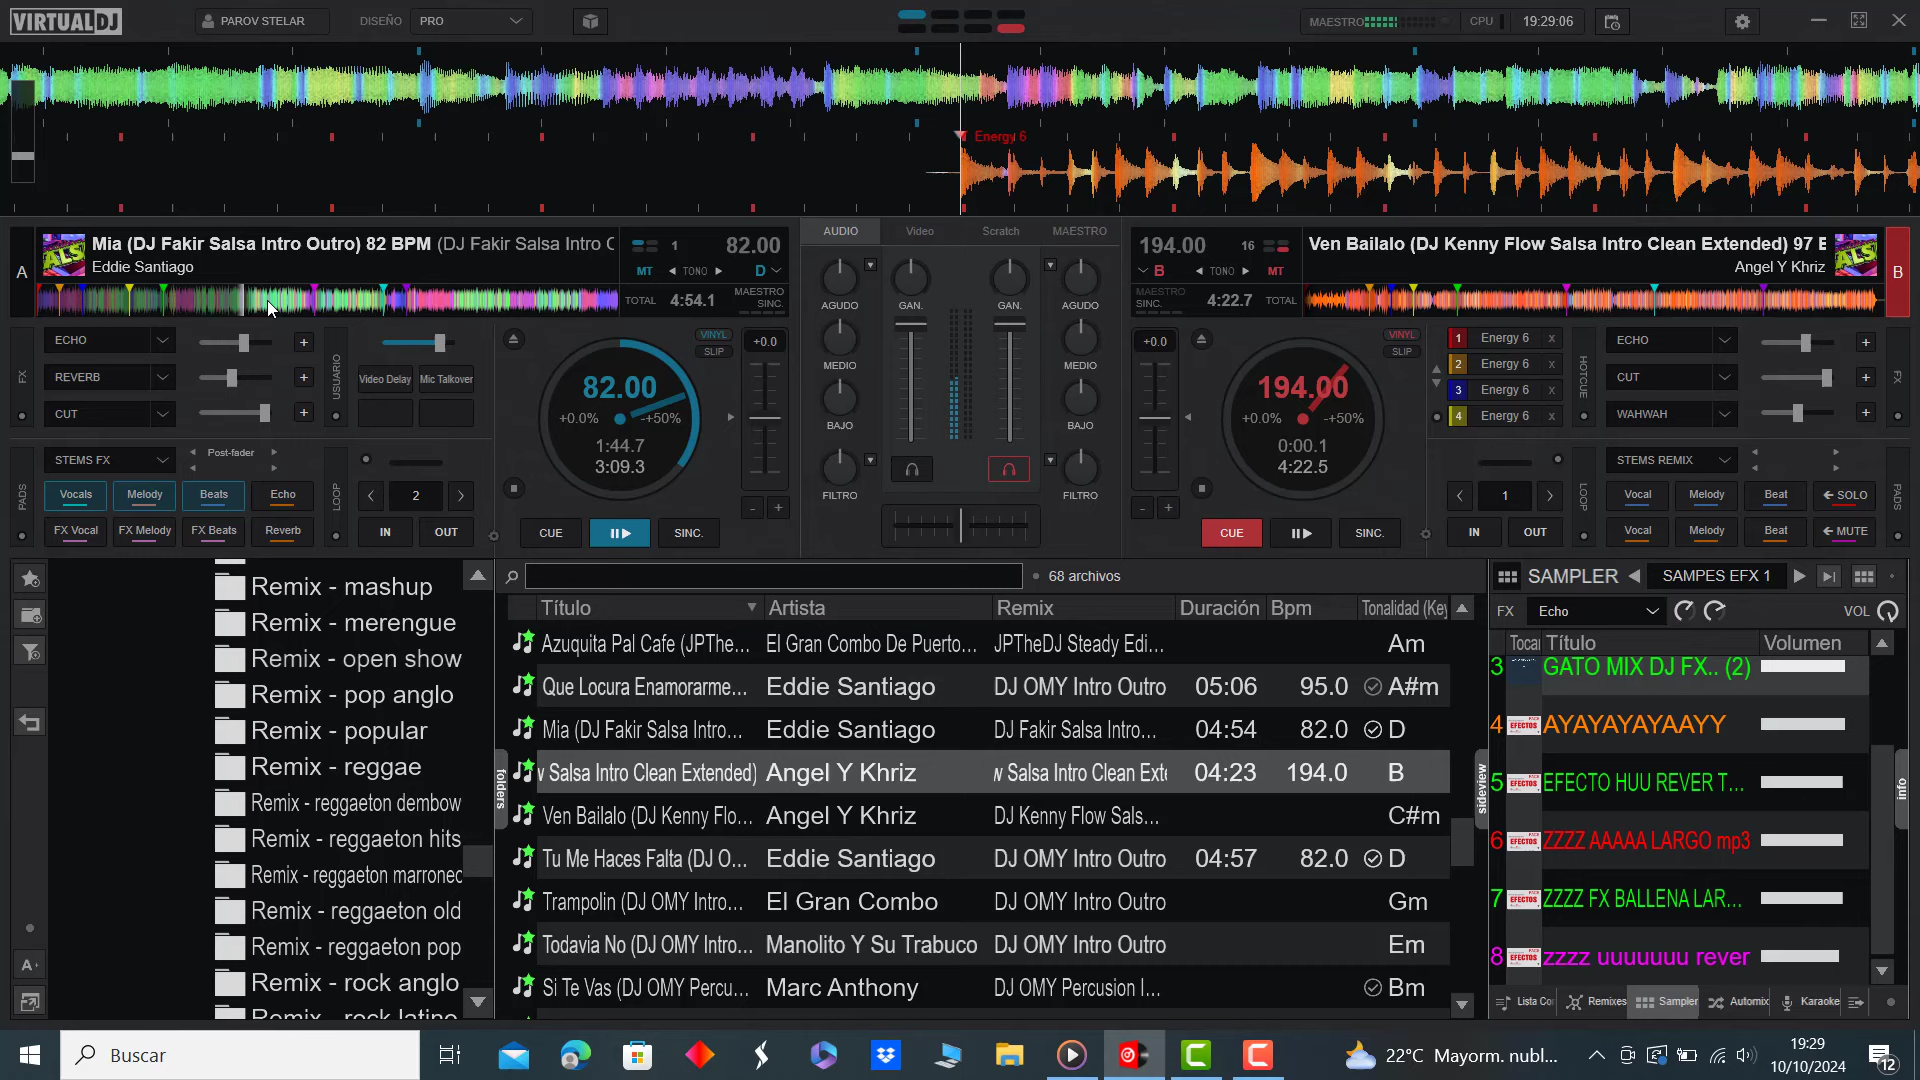 VIRTUALDJ
PAROV STELAR
DISEÑO
PRO
MAESTRO
CPU
19:29:06
Energy 6
A
Mia (DJ Fakir Salsa Intro Outro) 82 BPM (DJ Fakir Salsa Intro
Eddie Santiago
1
82.00
MT
TONO
D
TOTAL
4:54.1
MAESTRO
SINC.
AUDIO
Video
Scratch
MAESTRO
194.00
16
B
TONO
MT
MAESTRO
SINC.
4:22.7
TOTAL
Ven Bailalo (DJ Kenny Flow Salsa Intro Clean Extended) 97
Angel Y Khriz
B
FX
ECHO
REVERB
CUT
USUARIO
Video Delay
Mic Talkover
VINYL
SLIP
+0.0
82.00
+0.0%
-+50%
1:44.7
3:09.3
AGUDO
GAN.
GAN.
AGUDO
MEDIO
MEDIO
BAJO
BAJO
FILTRO
FILTRO
+0.0
VINYL
SLIP
194.00
+0.0%
-+50%
0:00.1
4:22.5
1 Energy 6 x
2 Energy 6 x
3 Energy 6 x
4 Energy 6 x
HOTCUE
ECHO
CUT
WAHWAH
FX
PADS
STEMS FX
Post-fader
Vocals
Melody
Beats
Echo
FX Vocal
FX Melody
FX Beats
Reverb
LOOP
2
IN
OUT
CUE
SINC.
- +
- +
CUE
SINC.
1
IN
OUT
LOOP
STEMS REMIX
Vocal
Melody
Beat
SOLO
Vocal
Melody
Beat
MUTE
PADS
Remix - mashup
Remix - merengue
Remix - open show
Remix - pop anglo
Remix - popular
Remix - reggae
Remix - reggaeton dembow
Remix - reggaeton hits
Remix - reggaeton marroneo
Remix - reggaeton old
Remix - reggaeton pop
Remix - rock anglo
Remix - rock latino
folders
68 archivos
Título Artista Remix Duración Bpm Tonalidad (Key
Azuquita Pal Cafe (JPThe... El Gran Combo De Puerto... JPTheDJ Steady Edi... Am
Que Locura Enamorarme... Eddie Santiago DJ OMY Intro Outro 05:06 95.0 A#m
Mia (DJ Fakir Salsa Intro... Eddie Santiago DJ Fakir Salsa Intro... 04:54 82.0 D
Salsa Intro Clean Extended) Angel Y Khriz Salsa Intro Clean Exte 04:23 194.0 B
Ven Bailalo (DJ Kenny Flo... Angel Y Khriz DJ Kenny Flow Sals... C#m
Tu Me Haces Falta (DJ O... Eddie Santiago DJ OMY Intro Outro 04:57 82.0 D
Trampolin (DJ OMY Intro... El Gran Combo DJ OMY Intro Outro Gm
Todavia No (DJ OMY Intro... Manolito Y Su Trabuco DJ OMY Intro Outro Em
Si Te Vas (DJ OMY Percu... Marc Anthony DJ OMY Percusion I... Bm
sideview
SAMPLER
SAMPES EFX 1
FX
Echo
VOL
Tocar Título Volumen
3 GATO MIX DJ FX.. (2)
4 AYAYAYAYAAYY
5 EFECTO HUU REVER T...
6 ZZZZ AAAAA LARGO mp3
7 ZZZZ FX BALLENA LAR...
8 zzzz uuuuuuu rever
info
Lista Co
Remixes
Sampler
Automix
Karaoke
Buscar
22°C Mayorm. nubl...
19:29
10/10/2024
12